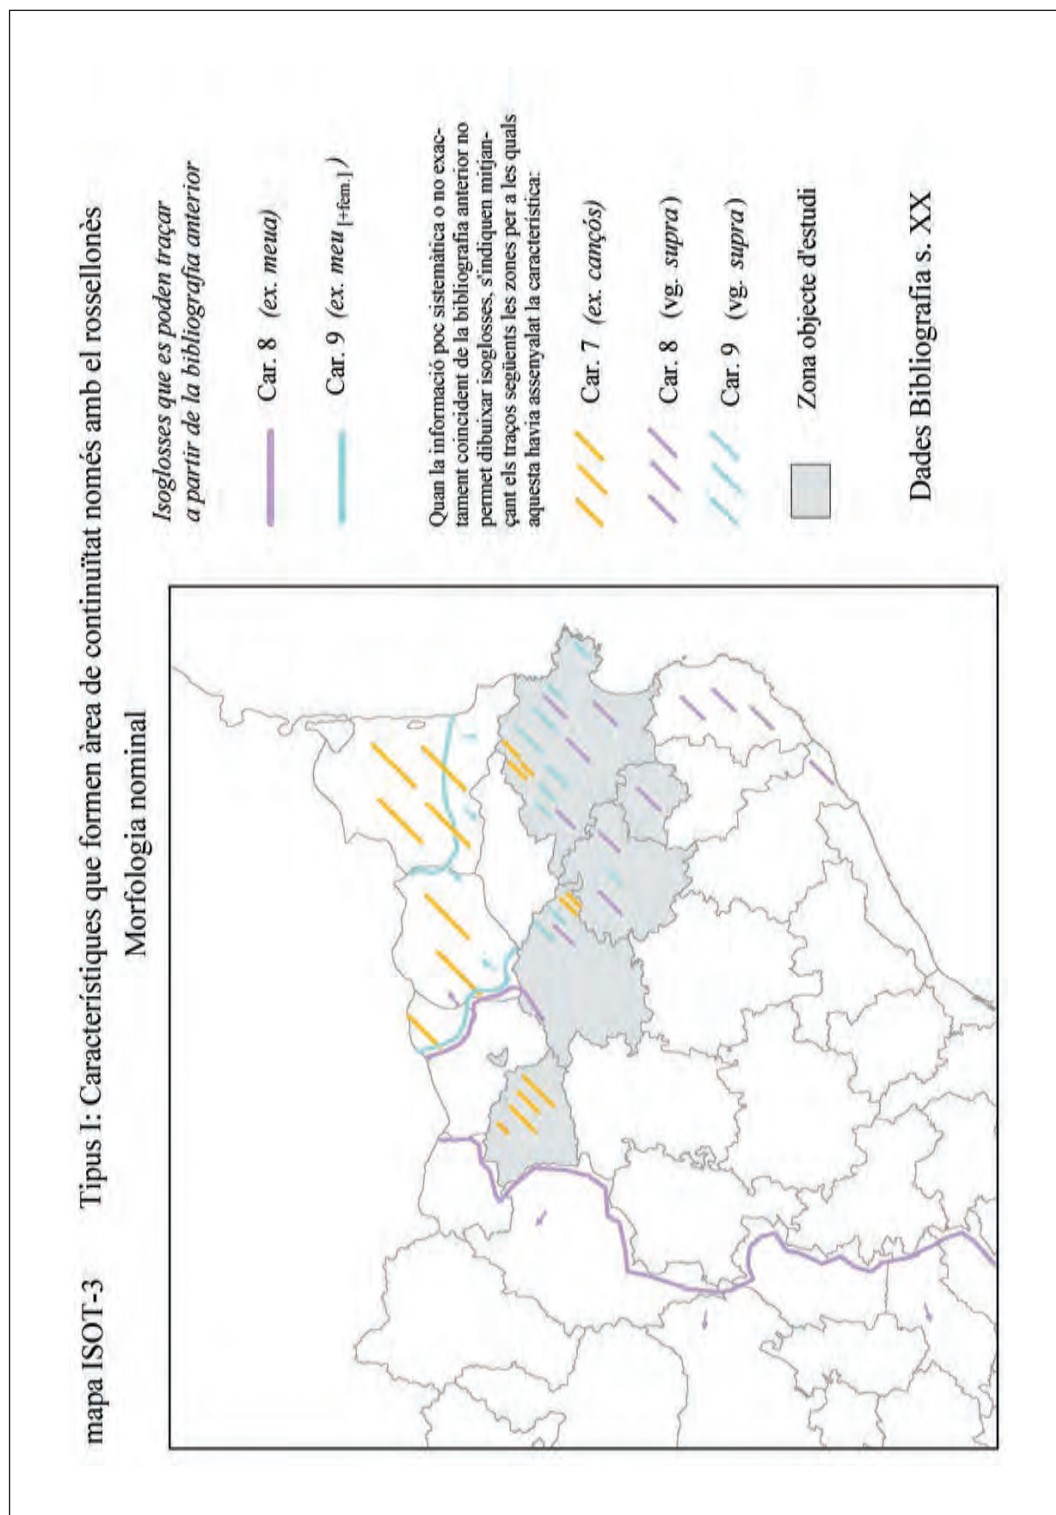 mapa ISOT-3 Tipus I: Característiques que formen àrea de continuïtat només amb el rossellonès
Morfologia nominal
Isoglosses que es poden traçar
a partir de la bibliografia anterior
Car. 8 (ex. meua)
Car. 9 (ex. meu [+fem.])
Quan la informació poc sistemàtica o no exac-
tament coincident de la bibliografia anterior no
permet dibuixar isoglosses, s'indiquen mitjan-
çant els traços següents les zones per a les quals
aquesta havia assenyalat la característica:
Car. 7 (ex. cançós)
Car. 8 (vg. supra)
Car. 9 (vg. supra)
Zona objecte d'estudi
Dades Bibliografia s. XX